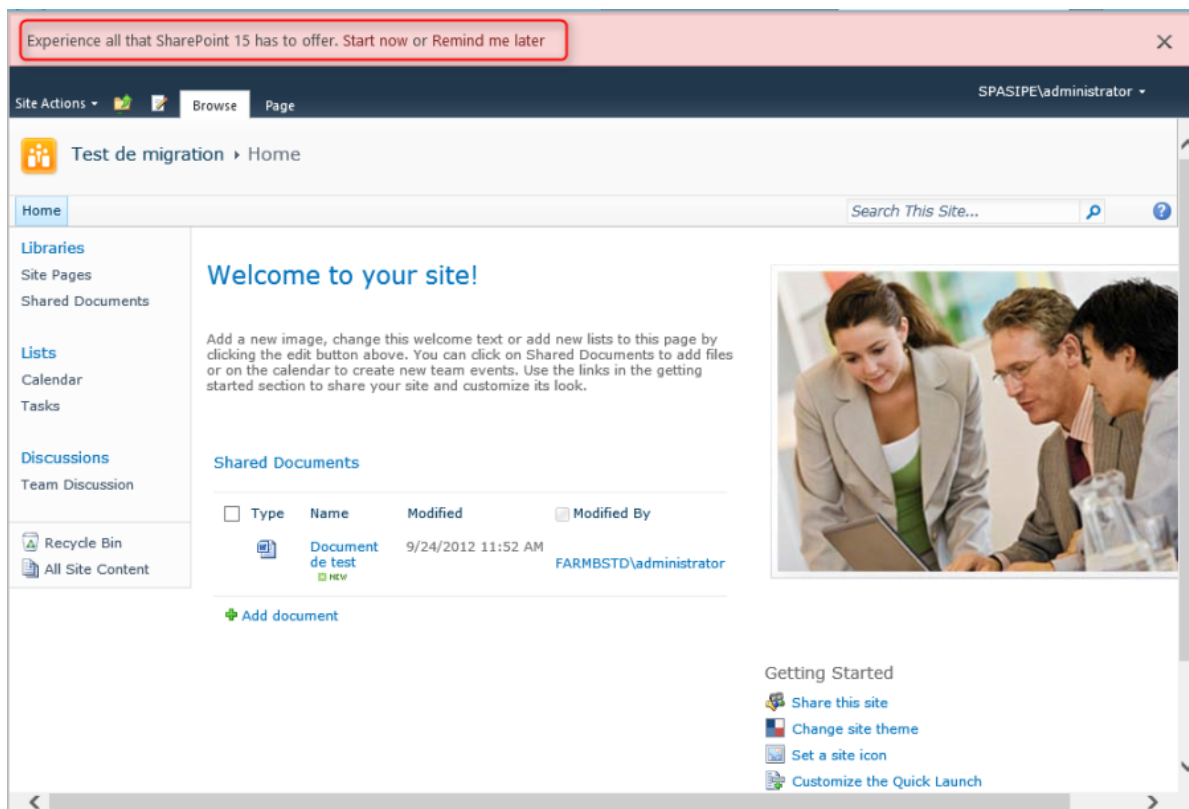 Experience all that SharePoint 15 has to offer. Start now or Remind me later
SPASIPE\administrator
Site Actions
Browse
Page
Test de migration Home
Home
Search This Site...
Libraries
Site Pages
Shared Documents
Lists
Calendar
Tasks
Discussions
Team Discussion
Recycle Bin
All Site Content
Welcome to your site!
Add a new image, change this welcome text or add new lists to this page by
clicking the edit button above. You can click on Shared Documents to add files
or on the calendar to create new team events. Use the links in the getting
started section to share your site and customize its look.
Shared Documents
Type Name Modified Modified By
Document 9/24/2012 11:52 AM
de test
FARMBSTD\administrator
NEW
Add document
Getting Started
Share this site
Change site theme
Set a site icon
Customize the Quick Launch